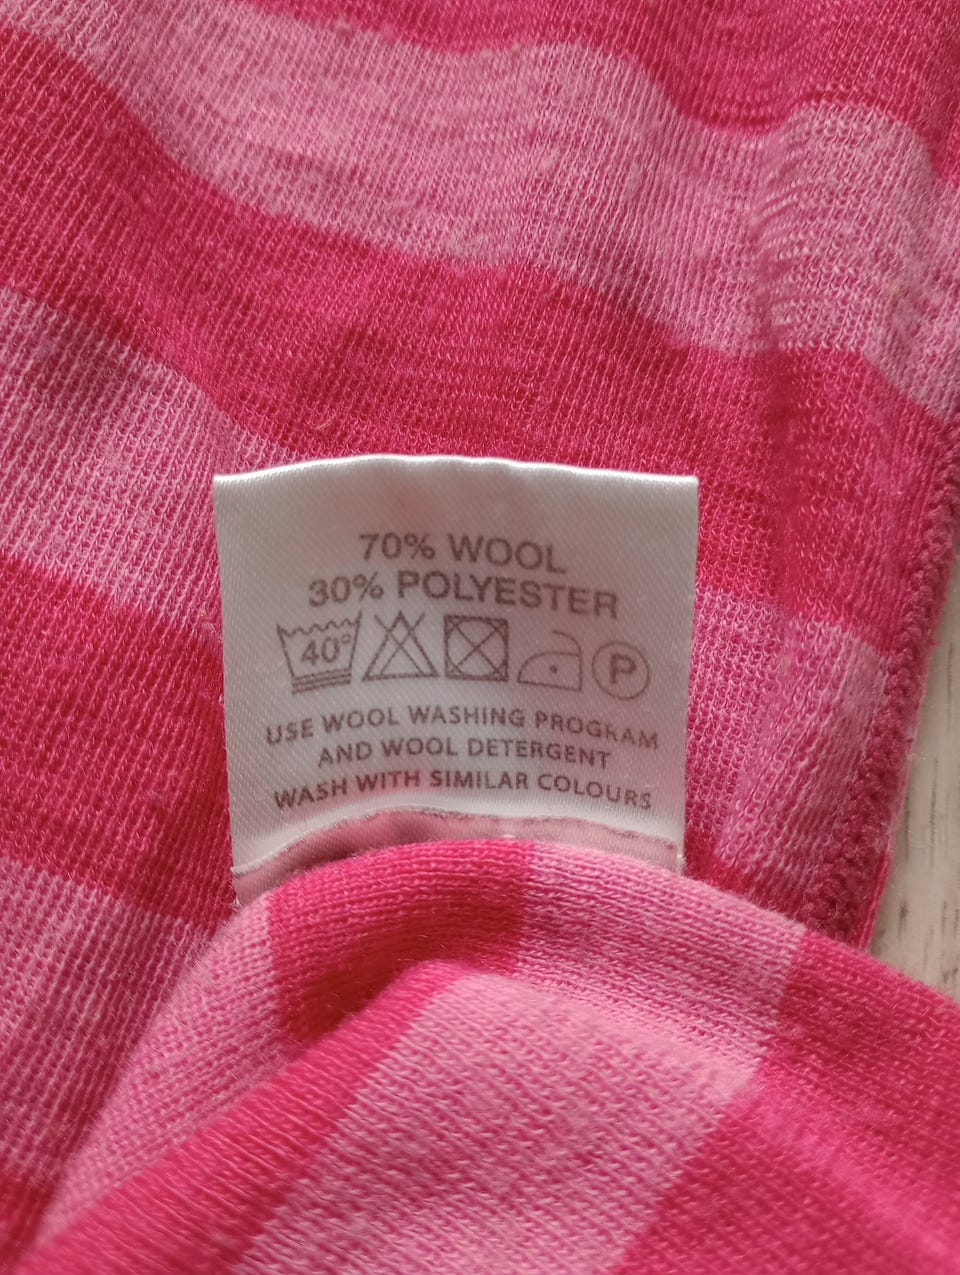 70% WOOL
30% POLYESTER
40° P
USE WOOL WASHING PROGRAM
AND WOOL DETERGENT
WASH WITH SIMILAR COLOURS